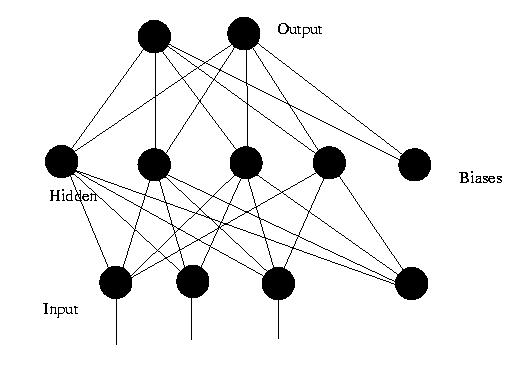 Output
Biases
Hidden
Input